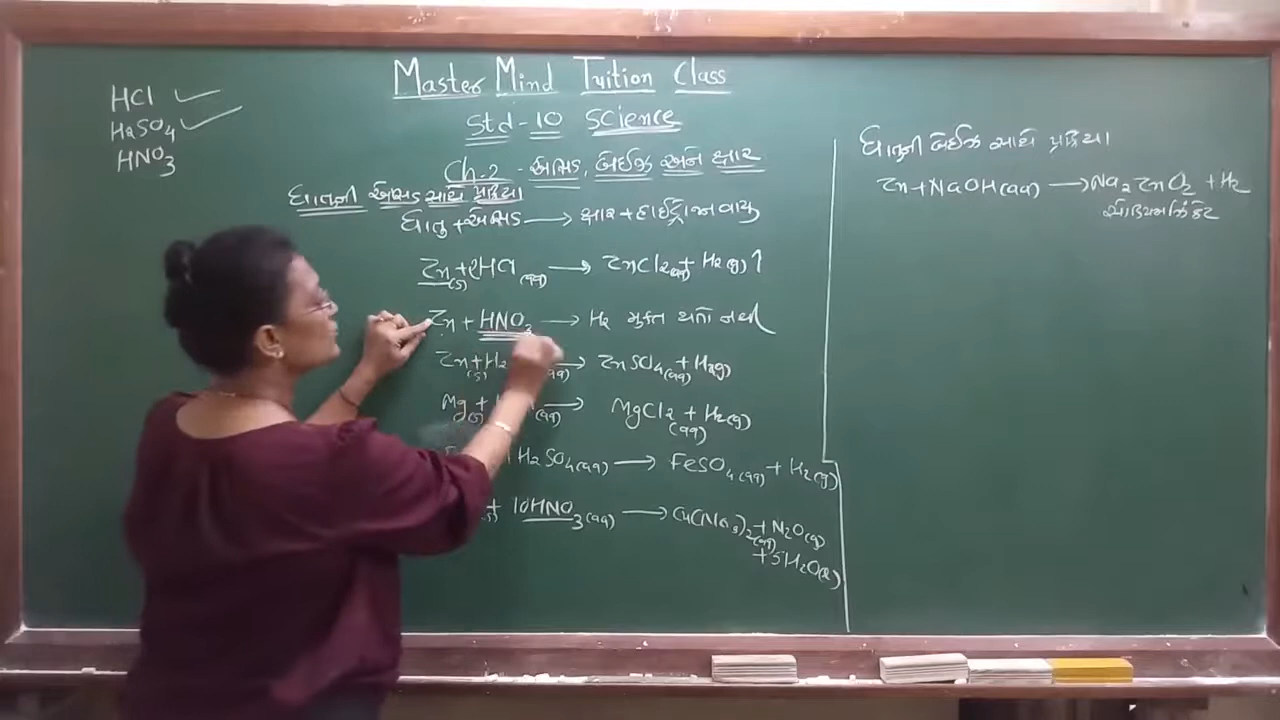 HCl
H2SO4
HNO3
Master Mind Tuition Class
Std-10 Science
Ch-2 - એસિડ, બેઈઝ અને ક્ષાર
ધાતુની એસિડ સાથે પ્રક્રિયા
ધાતુ + એસિડ → ક્ષાર + હાઈડ્રોજન વાયુ
Zn(s) + 2HCl (aq) → ZnCl2(aq) + H2(g) ↑
Zn + HNO3 → H2 મુક્ત થતો નથી
Zn(s) + H2 (aq) → ZnSO4(aq) + H2(g)
Mg(s) + (aq) → MgCl2(aq) + H2(g)
H2SO4(aq) → FeSO4(aq) + H2(g)
(s) + 10HNO3(aq) → Cu(NO3)2(aq) + N2O(g)
+ 5H2O(l)
ધાતુની બેઈઝ સાથે પ્રક્રિયા
Zn + NaOH(aq) → Na2ZnO2 + H2
સોડિયમ ઝિંકેટ